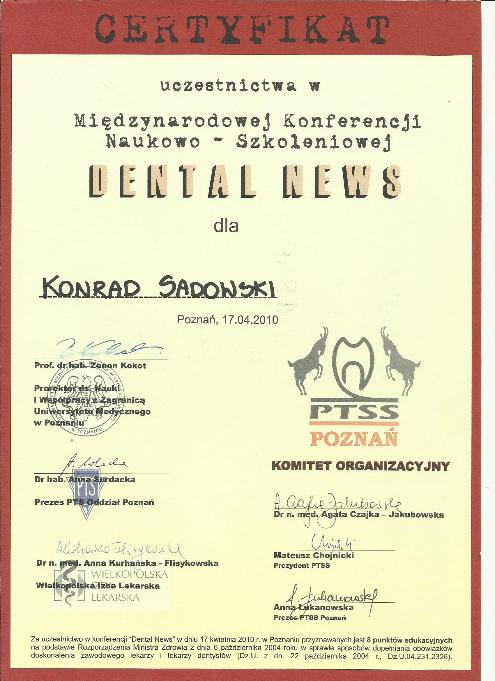 CERTYFIKAT
uczestnictwa w
Międzynarodowej Konferencji
Naukowo - Szkoleniowej
DENTAL NEWS
dla
KONRAD SADOWSKI
Poznań, 17.04.2010
Prof. dr hab. Zenon Kokot
Prorektor ds. Nauki
i Współpracy z Zagranicą
Uniwersytetu Medycznego
w Poznaniu
Dr hab. Anna Surdacka
Prezes PTS Oddział Poznań
PTS
Dr n. med. Anna Kurhańska - Flisykowska
Wielkopolska Izba Lekarska
WIELKOPOLSKA
IZBA
LEKARSKA
PTSS
POZNAŃ
KOMITET ORGANIZACYJNY
Dr n. med. Agata Czajka – Jakubowska
Mateusz Chojnicki
Prezydent PTSS
Anna Łukanowska
Prezes PTSS Poznań
Za uczestnictwo w konferencji "Dental News" w dniu 17 kwietnia 2010 r. w Poznaniu przyznawanych jest 8 punktów edukacyjnych
na podstawie Rozporządzenia Ministra Zdrowia z dnia 6 października 2004 roku w sprawie sposobów dopełniania obowiązków
doskonalenia zawodowego lekarzy i lekarzy dentystów (Dz.U. z dn. 22 października 2004 r., Dz.U.04.231.2326).